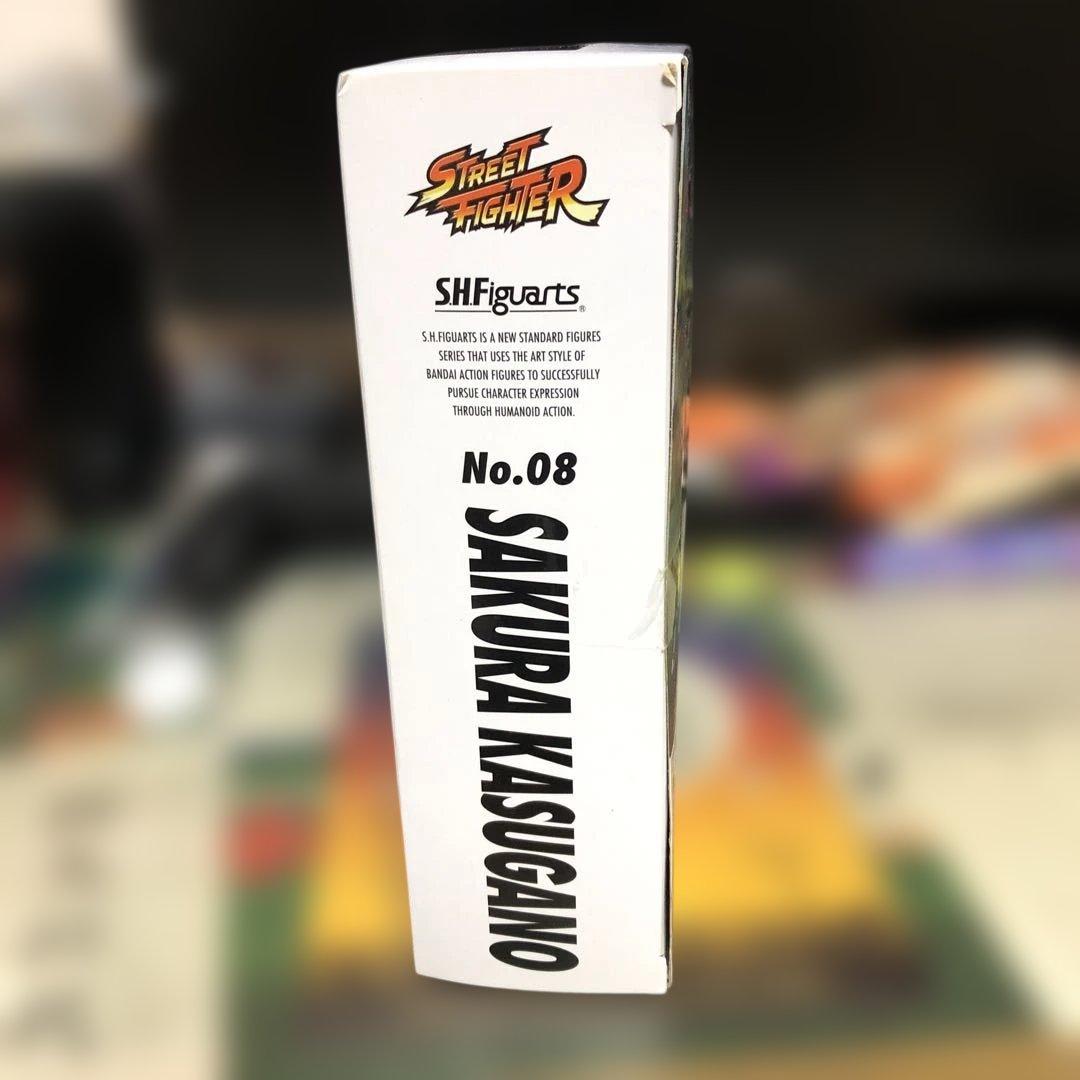 STREET
FIGHTER
S.H.Figuarts
®
S.H.FIGUARTS IS A NEW STANDARD FIGURES
SERIES THAT USES THE ART STYLE OF
BANDAI ACTION FIGURES TO SUCCESSFULLY
PURSUE CHARACTER EXPRESSION
THROUGH HUMANOID ACTION.
No.08
SAKURA KASUGANO